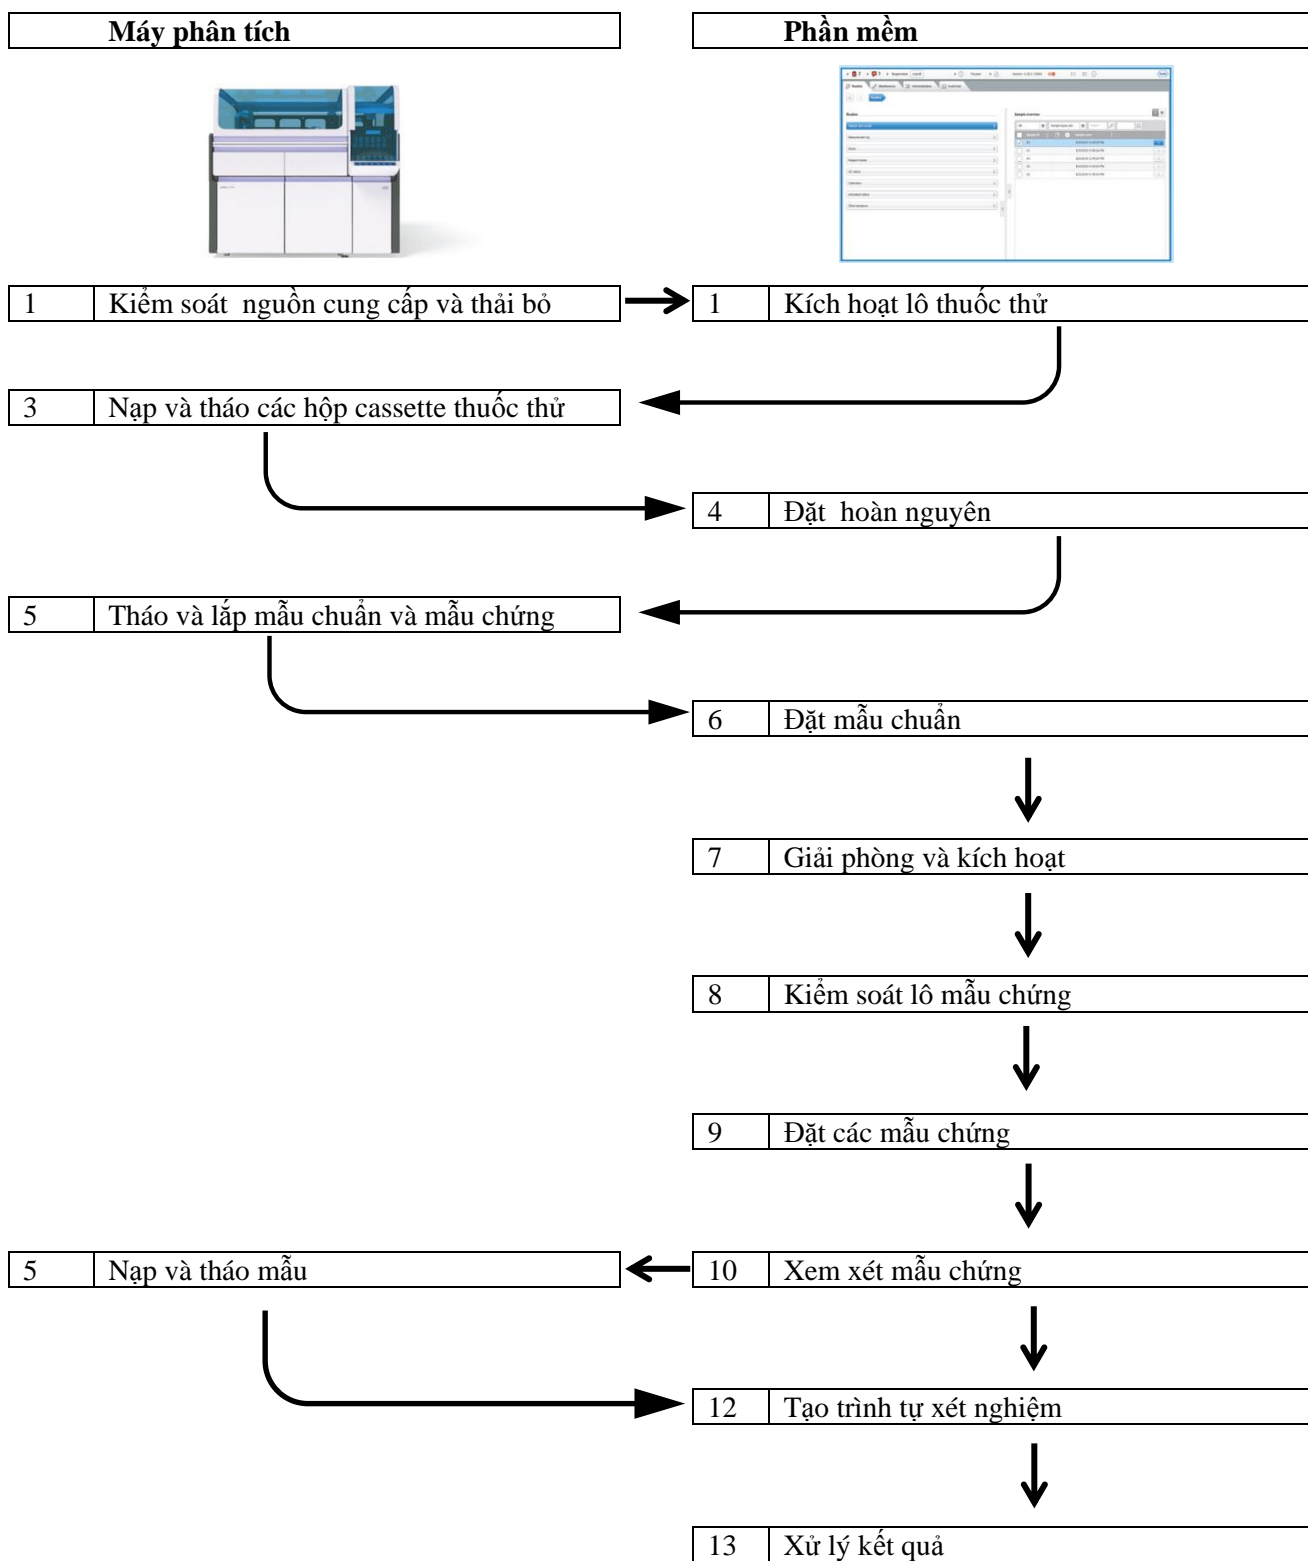 Máy phân tích
Phần mềm
1 Kiểm soát nguồn cung cấp và thải bỏ
1 Kích hoạt lô thuốc thử
3 Nạp và tháo các hộp cassette thuốc thử
4 Đặt hoàn nguyên
5 Tháo và lắp mẫu chuẩn và mẫu chứng
6 Đặt mẫu chuẩn
7 Giải phòng và kích hoạt
8 Kiểm soát lô mẫu chứng
9 Đặt các mẫu chứng
5 Nạp và tháo mẫu
10 Xem xét mẫu chứng
12 Tạo trình tự xét nghiệm
13 Xử lý kết quả